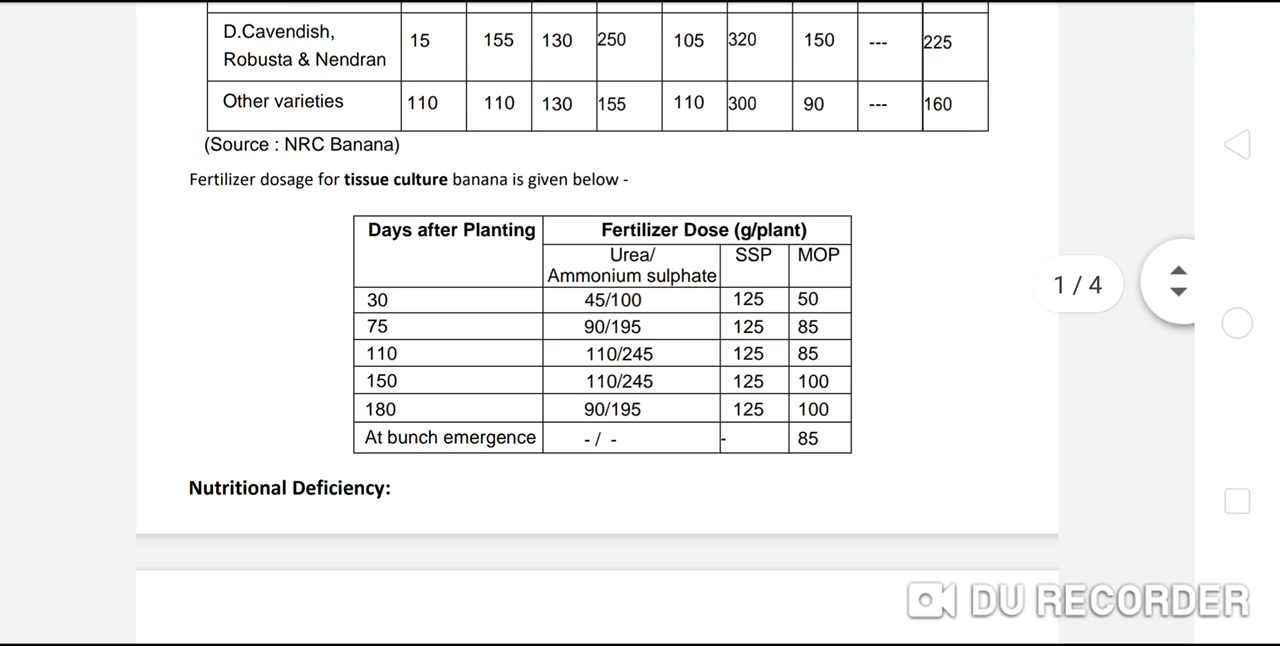 D.Cavendish, Robusta & Nendran 15 155 130 250 105 320 150 --- 225
Other varieties 110 110 130 155 110 300 90 --- 160
(Source : NRC Banana)
Fertilizer dosage for tissue culture banana is given below -
Days after Planting Fertilizer Dose (g/plant)
Urea/ Ammonium sulphate SSP MOP
30 45/100 125 50
75 90/195 125 85
110 110/245 125 85
150 110/245 125 100
180 90/195 125 100
At bunch emergence - / - - 85
Nutritional Deficiency:
1 / 4
DU RECORDER